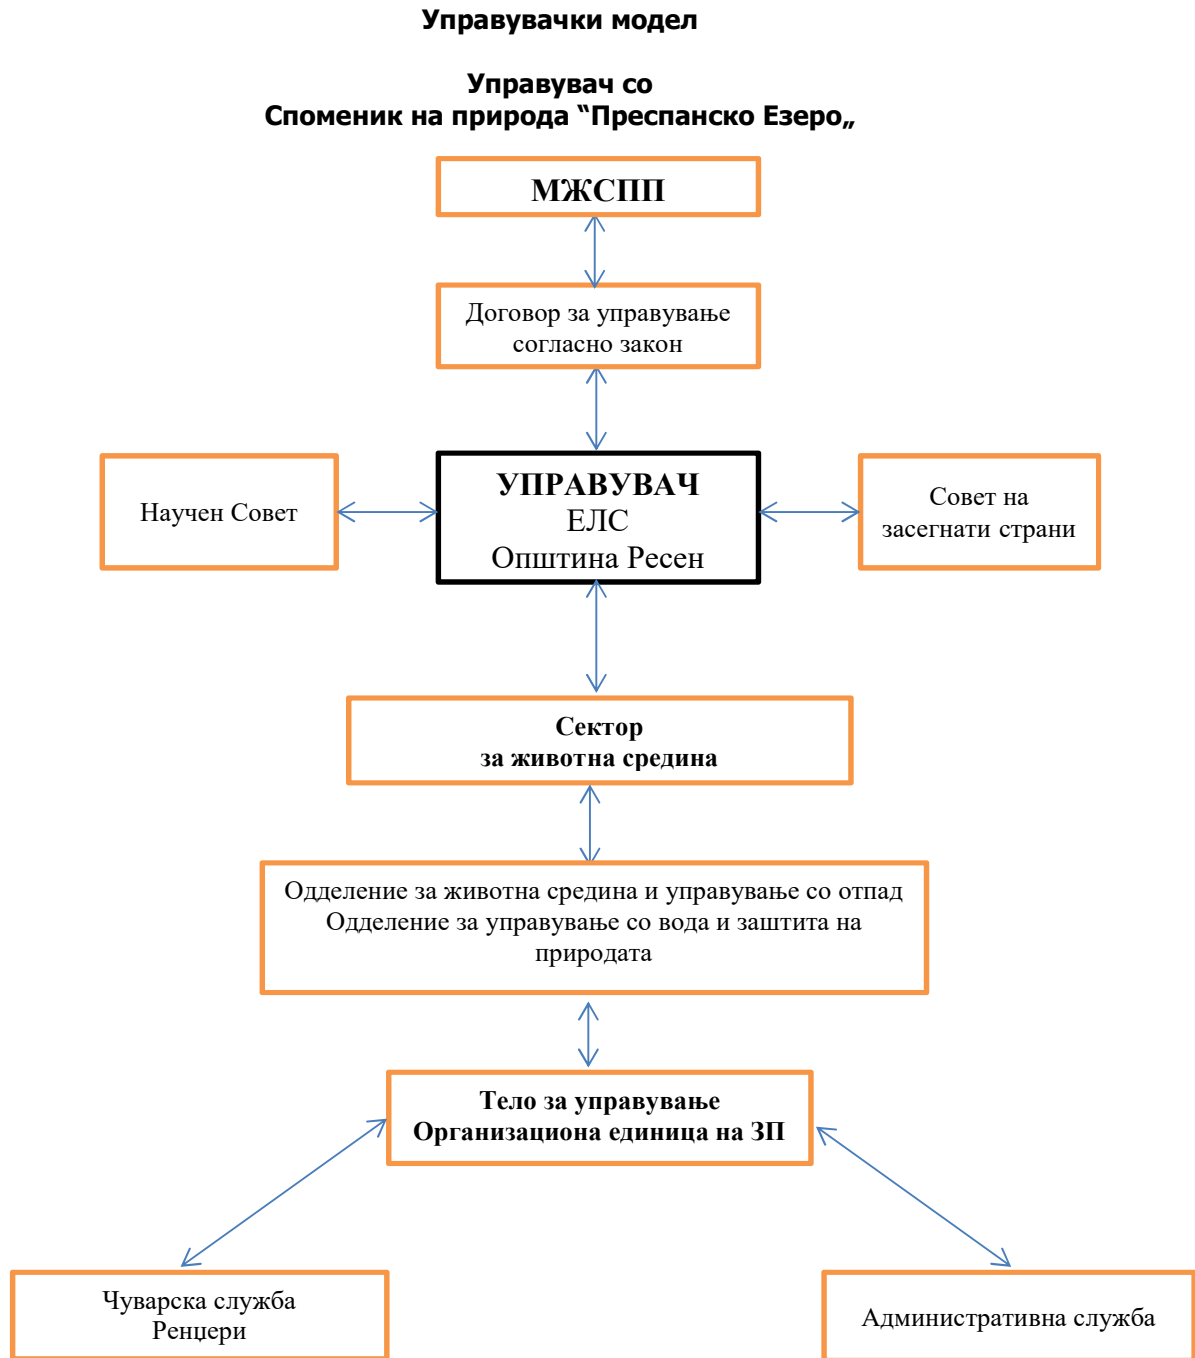 Управувачки модел
Управувач со
Споменик на природа “Преспанско Езеро„
МЖСПП
Договор за управување
согласно закон
Научен Совет
УПРАВУВАЧ
ЕЛС
Општина Ресен
Совет на
засегнати страни
Сектор
за животна средина
Одделение за животна средина и управување со отпад
Одделение за управување со вода и заштита на
природата
Тело за управување
Организациона единица на ЗП
Чуварска служба
Ренџери
Административна служба